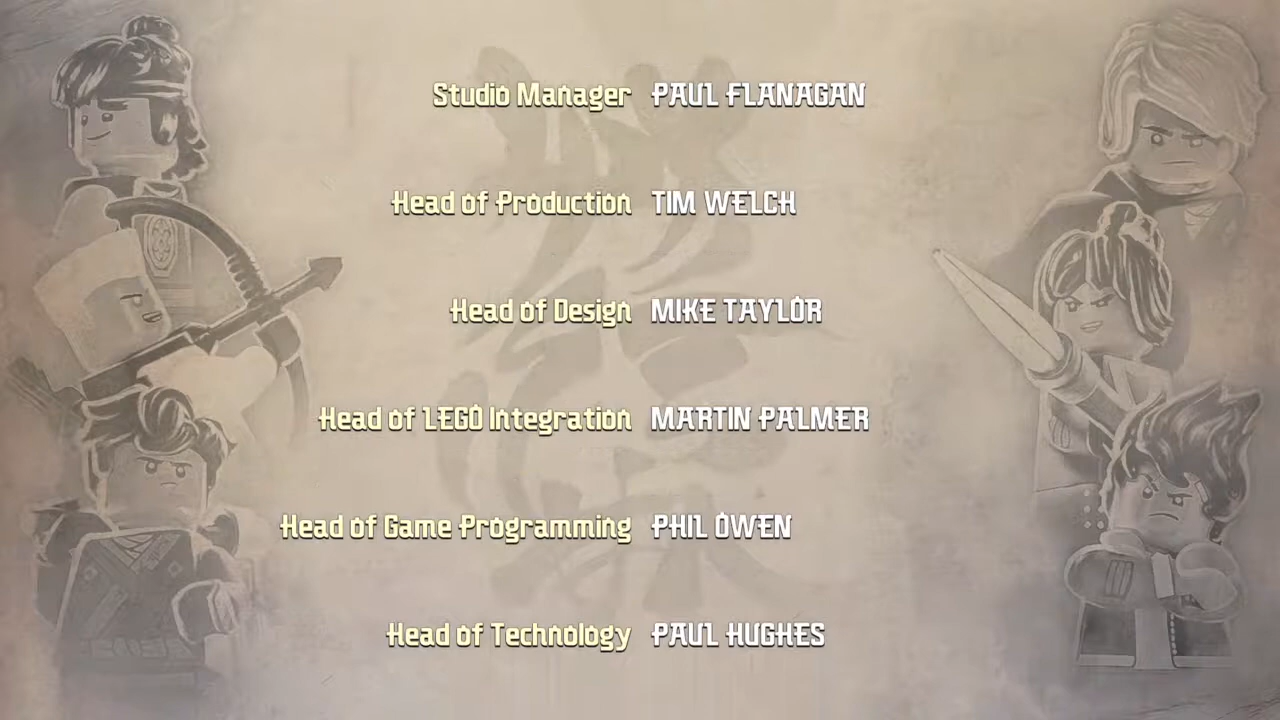 Studio Manager PAUL FLANAGAN
Head of Production TIM WELCH
Head of Design MIKE TAYLOR
Head of LEGO Integration MARTIN PALMER
Head of Game Programming PHIL OWEN
Head of Technology PAUL HUGHES